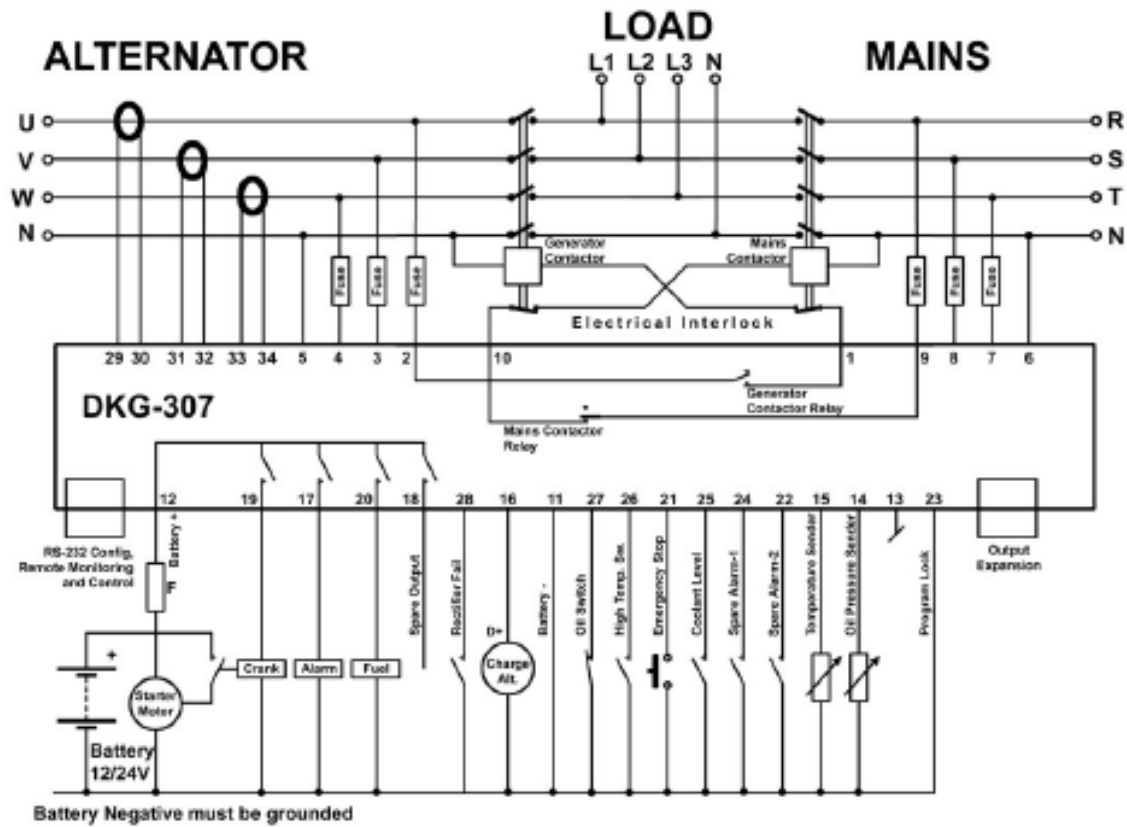 ALTERNATOR
LOAD
MAINS
L1 L2 L3 N
U
V
W
N
R
S
T
N
Generator
Contactor
Mains
Contactor
Fuse
Fuse
Fuse
Fuse
Fuse
Fuse
Electrical Interlock
29 30 31 32 33 34 5 4 3 2 10 1 9 8 7 6
DKG-307
Generator
Contactor Relay
Mains Contactor
Relay
12 19 17 20 18 28 16 11 27 26 21 25 24 22 15 14 13 23
RS-232 Config,
Remote Monitoring
and Control
Battery +
F
Spare Output
Rectifier Fail
Battery -
Oil Switch
High Temp. Sw.
Emergency Stop
Coolant Level
Spare Alarm-1
Spare Alarm-2
Temperature Sender
Oil Pressure Sender
Program Lock
Output
Expansion
+
D+
Charge
Alt.
Crank
Alarm
Fuel
Starter
Motor
Battery
12/24V
Battery Negative must be grounded